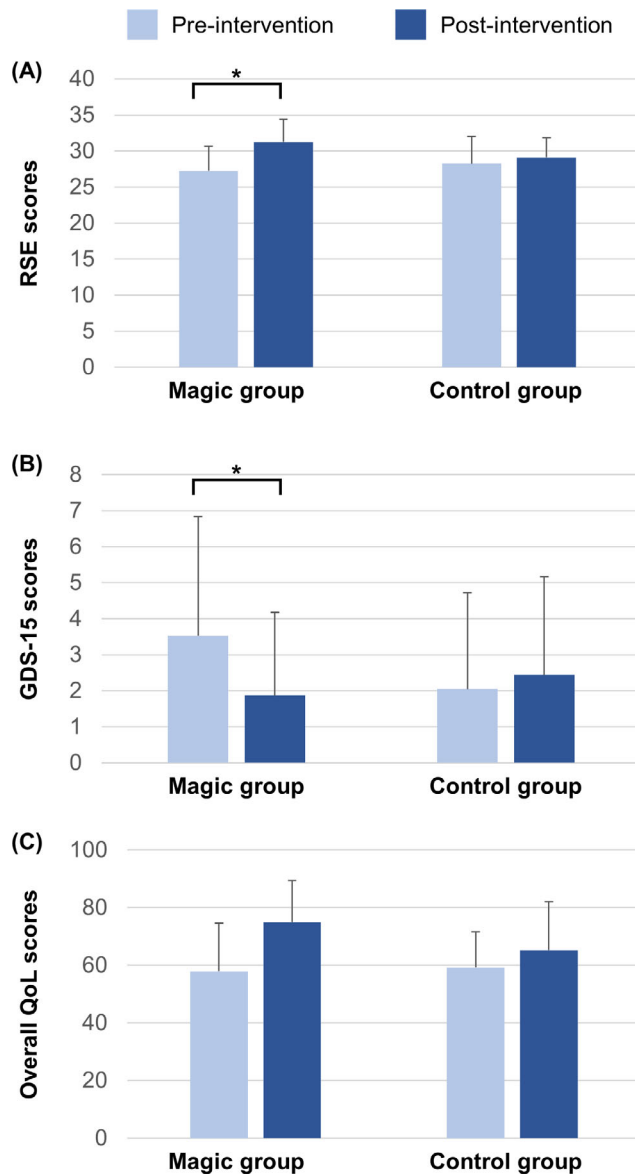 Pre-intervention Post-intervention
(A)
RSE scores
40
35
30
25
20
15
10
5
0
*
Magic group Control group
(B)
GDS-15 scores
8
7
6
5
4
3
2
1
0
*
Magic group Control group
(C)
Overall QoL scores
100
80
60
40
20
0
Magic group Control group